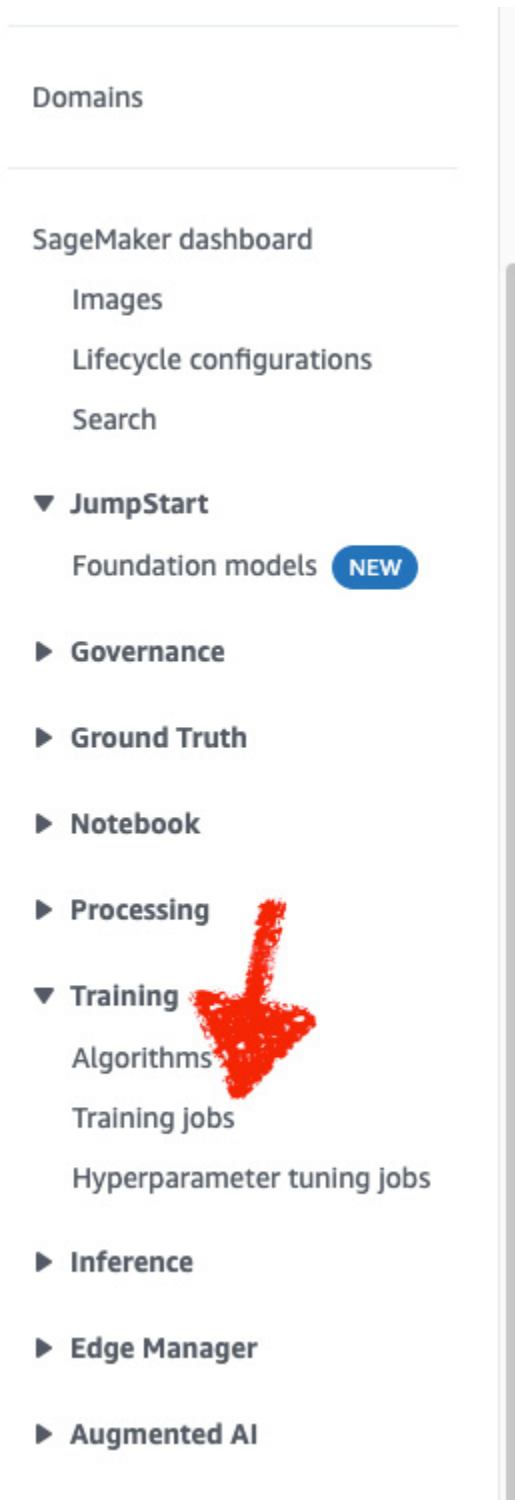 Domains
SageMaker dashboard
Images
Lifecycle configurations
Search
JumpStart
Foundation models NEW
Governance
Ground Truth
Notebook
Processing
Training
Algorithms
Training jobs
Hyperparameter tuning jobs
Inference
Edge Manager
Augmented AI